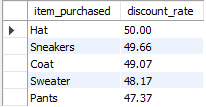 item_purchased discount_rate
Hat 50.00
Sneakers 49.66
Coat 49.07
Sweater 48.17
Pants 47.37